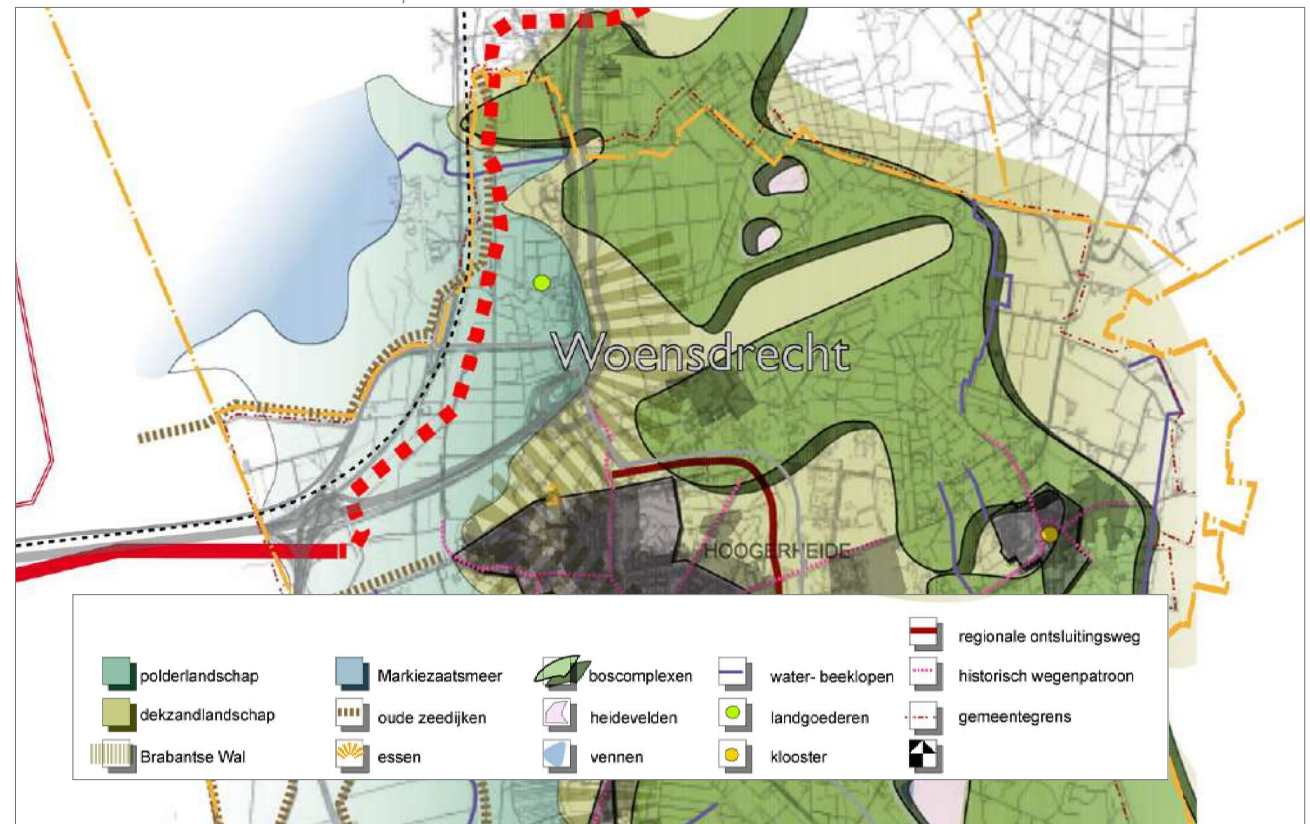 Woensdrecht
HOOGERHEIDE
regionale ontsluitingsweg
polderlandschap
Markiezaatsmeer
boscomplexen
water- beeklopen
historisch wegenpatroon
dekzandlandschap
oude zeedijken
heidevelden
landgoederen
gemeentegrens
Brabantse Wal
essen
vennen
klooster